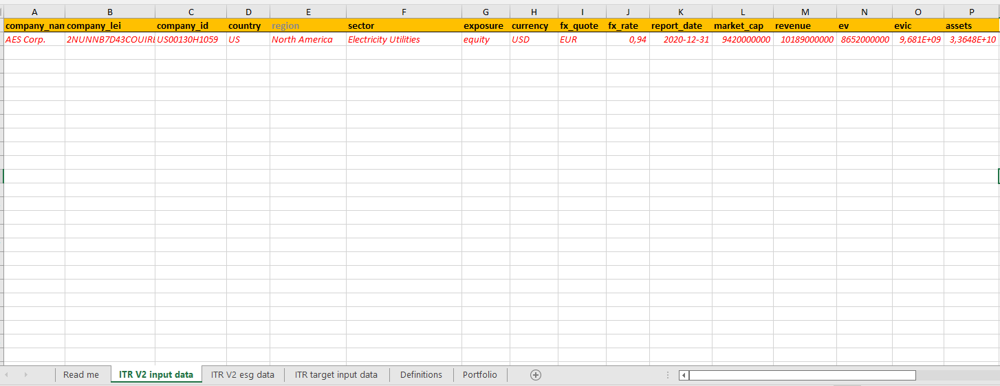 A B C D E F G H I J K L M N O P
company_nam company_lei company_id country region sector exposure currency fx_quote fx_rate report_date market_cap revenue ev evic assets
AES Corp. 2NUNNB7D43COUIRE US00130H1059 US North America Electricity Utilities equity USD EUR 0,94 2020-12-31 9420000000 10189000000 8652000000 9,681E+09 3,3648E+10
Read me ITR V2 input data ITR V2 esg data ITR target input data Definitions Portfolio